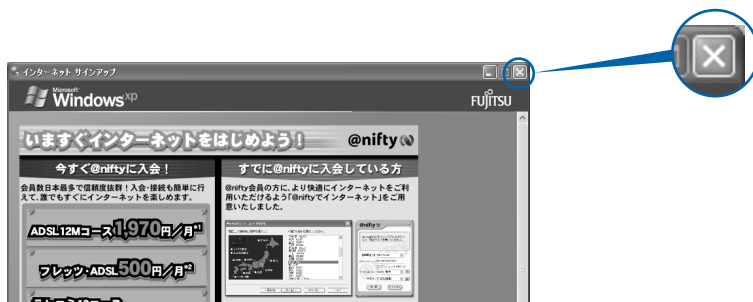 インターネット サインアップ
Microsoft
Windows xp
FUJITSU
いますぐインターネットをはじめよう！
@nifty
今すぐ@niftyに入会！
会員数日本最多で信頼度抜群！入会・接続も簡単に行
えて、誰でもすぐにインターネットを楽しめます。
ADSL12Mコース1,970円/月*1
フレッツ・ADSL500円/月*2
すでに@niftyに入会している方
@nifty会員の方に、より快適にインターネットをご利
用いただけるよう「@niftyでインターネット」をご用
意いたしました。
@nifty